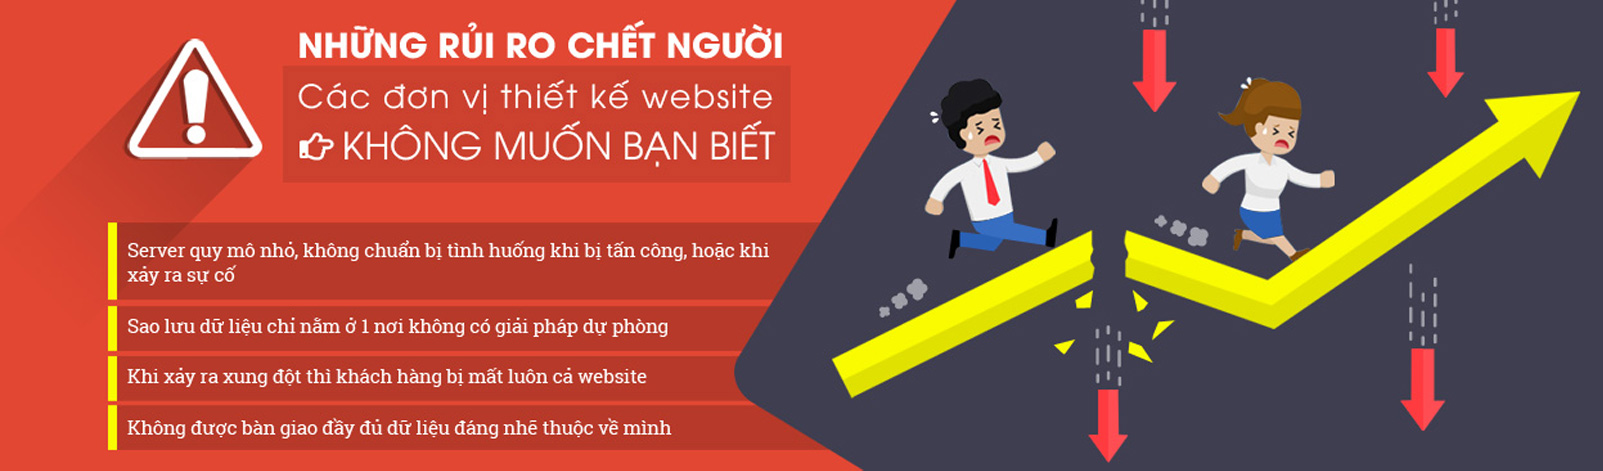 NHỮNG RỦI RO CHẾT NGƯỜI
Các đơn vị thiết kế website
KHÔNG MUỐN BẠN BIẾT
Server quy mô nhỏ, không chuẩn bị tình huống khi bị tấn công, hoặc khi
xảy ra sự cố
Sao lưu dữ liệu chỉ nằm ở 1 nơi không có giải pháp dự phòng
Khi xảy ra xung đột thì khách hàng bị mất luôn cả website
Không được bàn giao đầy đủ dữ liệu đáng nhẽ thuộc về mình